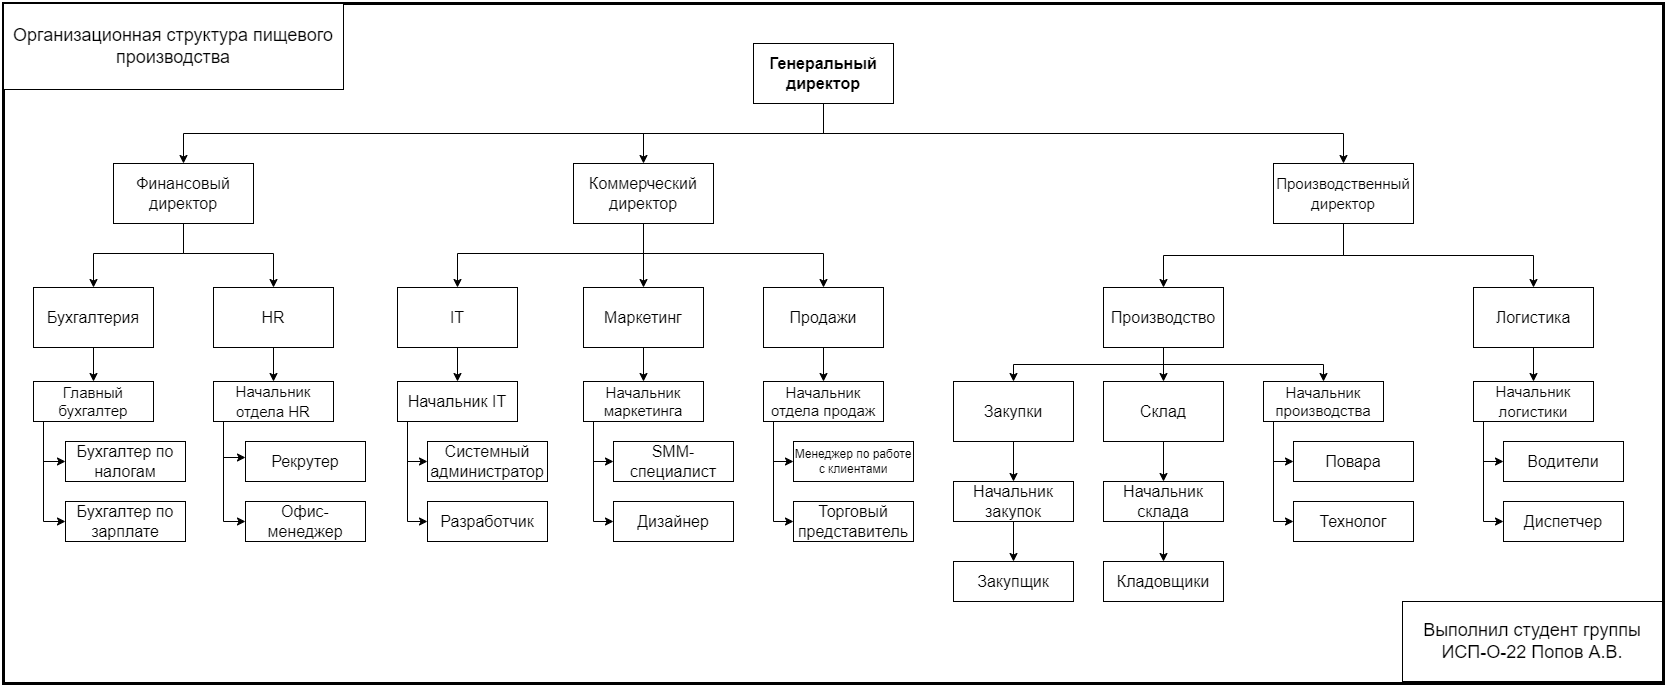 Организационная структура пищевого
производства
Генеральный
директор
Финансовый
директор
Коммерческий
директор
Производственный
директор
Бухгалтерия
HR
IT
Маркетинг
Продажи
Производство
Логистика
Главный
бухгалтер
Начальник
отдела HR
Начальник IT
Начальник
маркетинга
Начальник
отдела продаж
Закупки
Склад
Начальник
производства
Начальник
логистики
Бухгалтер по
налогам
Рекрутер
Системный
администратор
SMM-
специалист
Менеджер по работе
с клиентами
Повара
Водители
Начальник
закупок
Начальник
склада
Бухгалтер по
зарплате
Офис-
менеджер
Разработчик
Дизайнер
Торговый
представитель
Технолог
Диспетчер
Закупщик
Кладовщики
Выполнил студент группы
ИСП-О-22 Попов А.В.